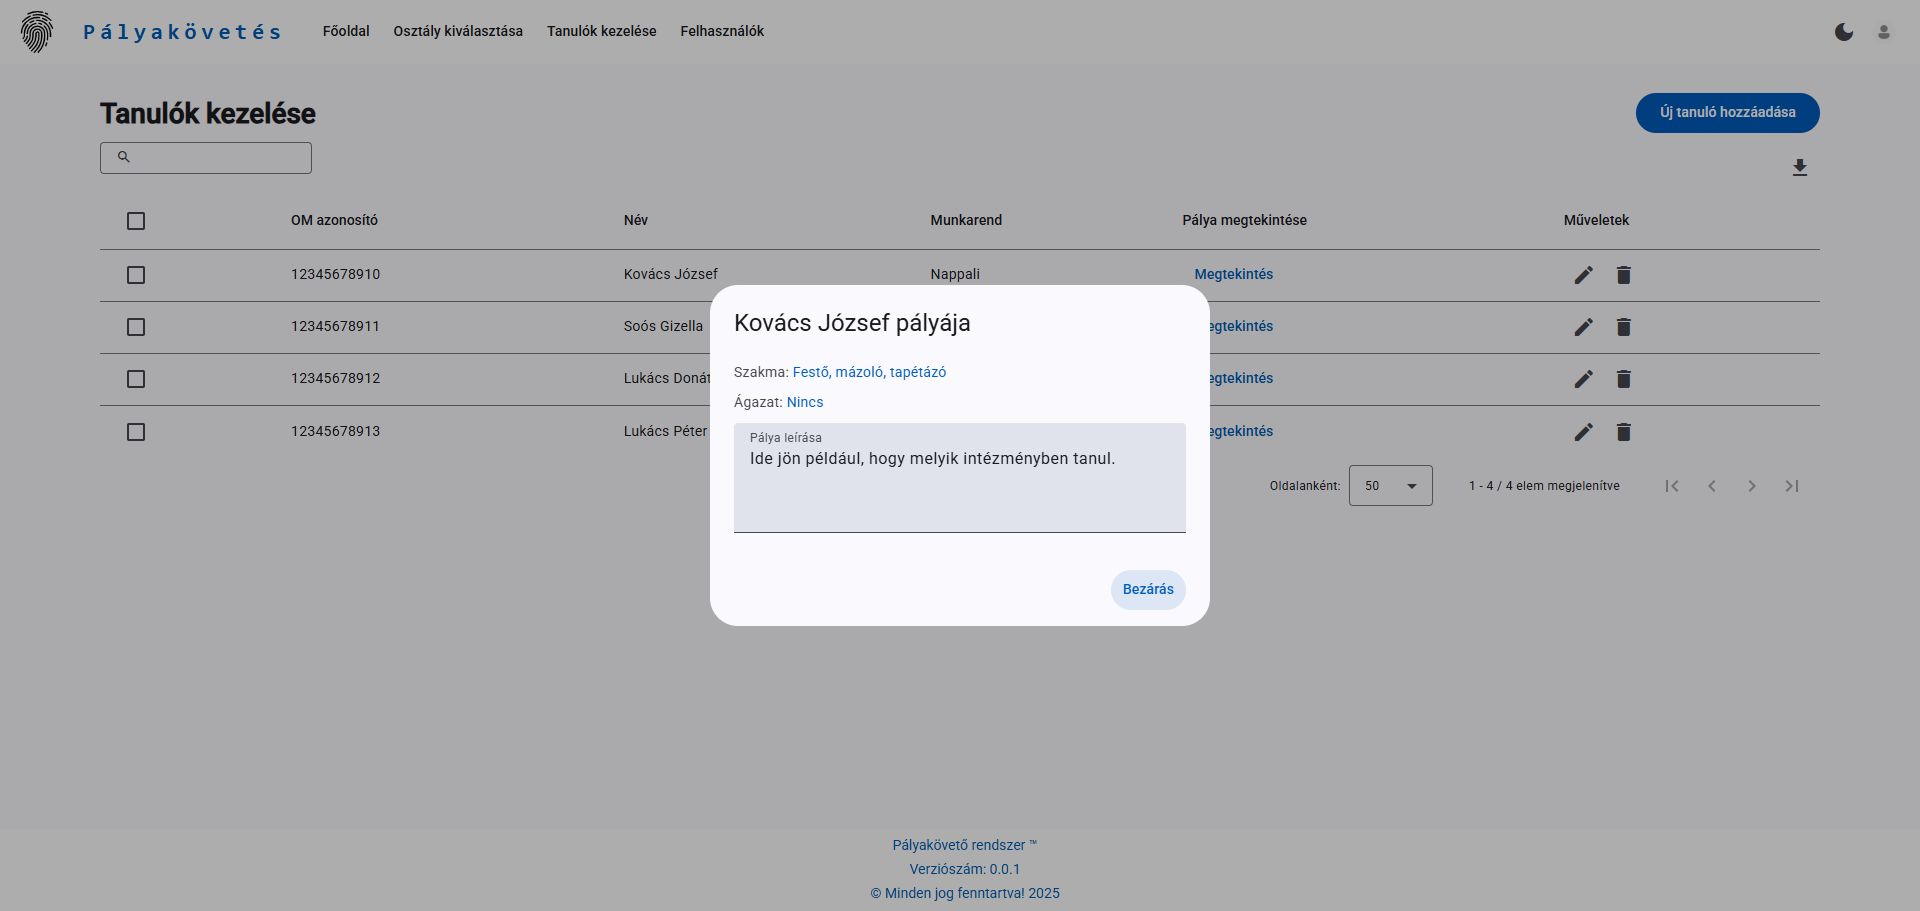 Pályakövetés Főoldal Osztály kiválasztása Tanulók kezelése Felhasználók
Tanulók kezelése
Új tanuló hozzáadása
OM azonosító Név Munkarend Pálya megtekintése Műveletek
12345678910 Kovács József Nappali Megtekintés
12345678911 Soós Gizella egtekintés
12345678912 Lukács Doná egtekintés
12345678913 Lukács Péter egtekintés
Oldalanként: 50 1 - 4 / 4 elem megjelenítve
Kovács József pályája
Szakma: Festő, mázoló, tapétázó
Ágazat: Nincs
Pálya leírása
Ide jön például, hogy melyik intézményben tanul.
Bezárás
Pályakövető rendszer ™
Verziószám: 0.0.1
© Minden jog fenntartva! 2025